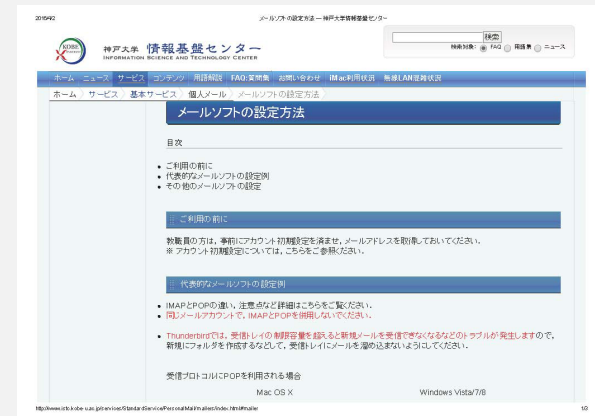 2016/4/2 メールソフトの設定方法 — 神戸大学情報基盤センター
KOBE
神戸大学 情報基盤センター
INFORMATION SCIENCE AND TECHNOLOGY CENTER
検索
検索対象: FAQ 用語集 ニュース
ホーム ニュース サービス コンテンツ 用語解説 FAQ:質問集 お問い合わせ iMac利用状況 無線LAN混雑状況
ホーム サービス 基本サービス 個人メール メールソフトの設定方法
メールソフトの設定方法
目次
• ご利用の前に
• 代表的なメールソフトの設定例
• その他のメールソフトの設定
ご利用の前に
教職員の方は，事前にアカウント初期設定を済ませ，メールアドレスを取得しておいてください．
※ アカウント初期設定については，こちらをご参照ください．
代表的なメールソフトの設定例
• IMAPとPOPの違い，注意点など詳細はこちらをご覧ください．
• 同じメールアカウントで，IMAPとPOPを併用しないでください．
• Thunderbirdでは，受信トレイの制限容量を超えると新規メールを受信できなくなるなどのトラブルが発生しますので，
新規にフォルダを作成するなどして，受信トレイにメールを溜め込まないようにしてください．
受信プロトコルにPOPを利用される場合
Mac OS X Windows Vista/7/8
http://www.istc.kobe-u.ac.jp/services/StandardService/PersonalMail/mailers/index.html#mailer 1/3